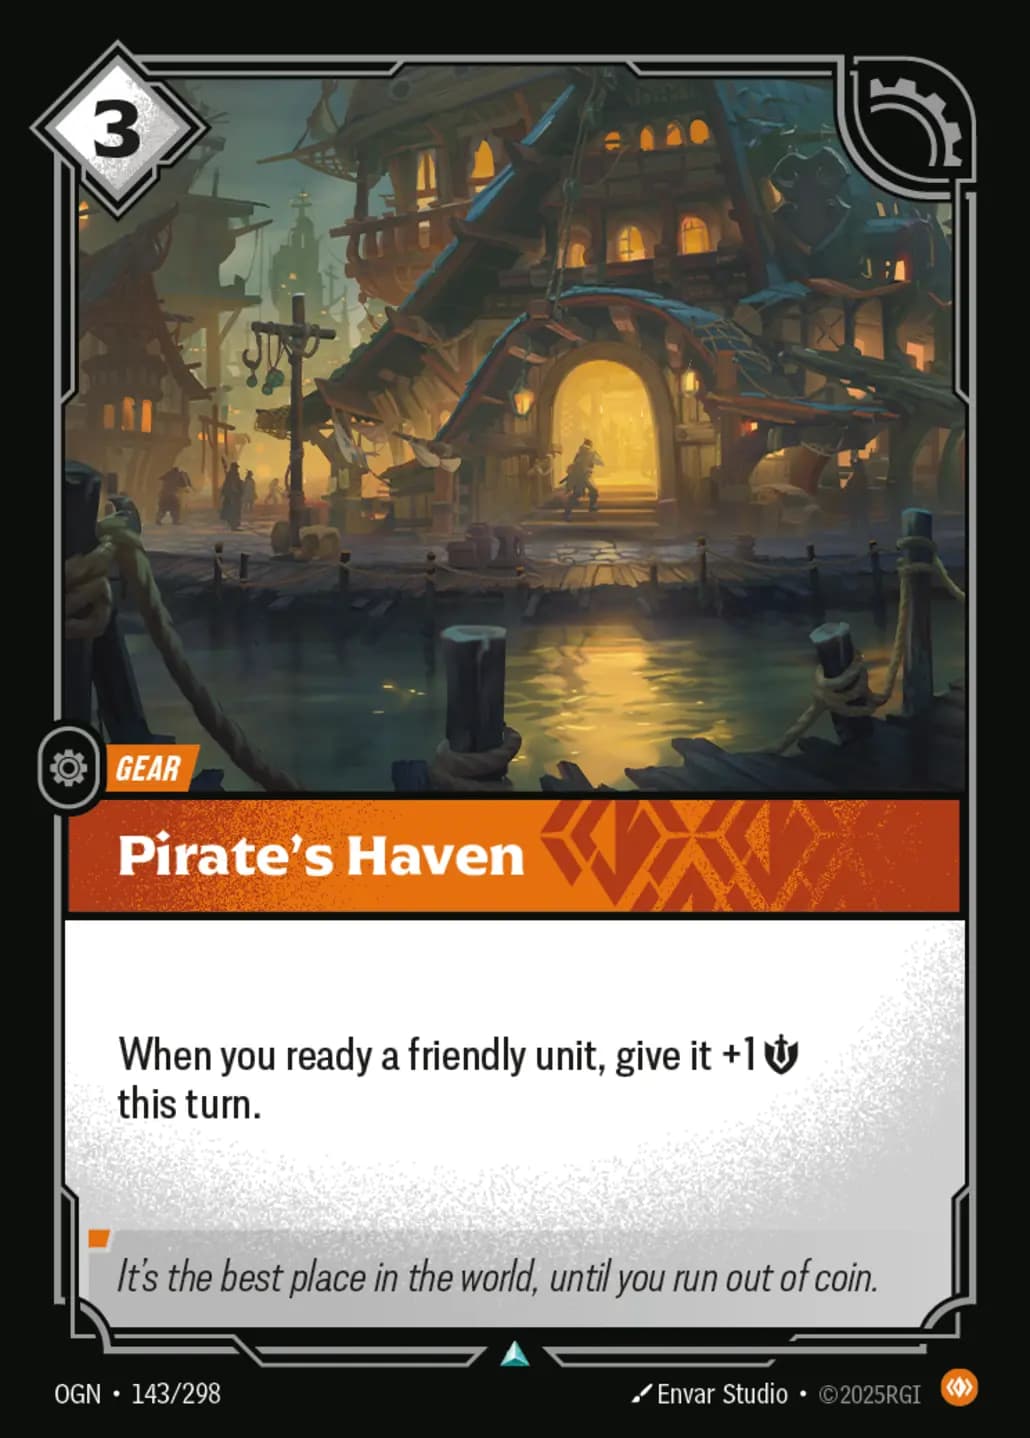 3
GEAR
Pirate's Haven
When you ready a friendly unit, give it +1
this turn.
It's the best place in the world, until you run out of coin.
OGN • 143/298
Envar Studio • ©2025RGI